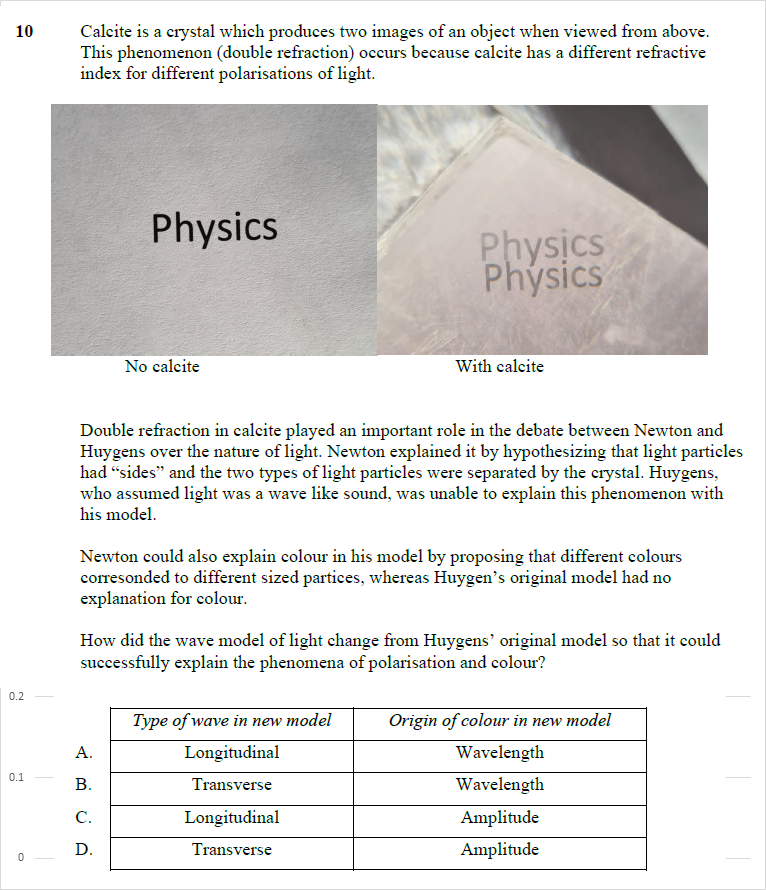 10 Calcite is a crystal which produces two images of an object when viewed from above.
This phenomenon (double refraction) occurs because calcite has a different refractive
index for different polarisations of light.
Physics
Physics
Physics
No calcite
With calcite
Double refraction in calcite played an important role in the debate between Newton and
Huygens over the nature of light. Newton explained it by hypothesizing that light particles
had “sides” and the two types of light particles were separated by the crystal. Huygens,
who assumed light was a wave like sound, was unable to explain this phenomenon with
his model.
Newton could also explain colour in his model by proposing that different colours
corresonded to different sized partices, whereas Huygen’s original model had no
explanation for colour.
How did the wave model of light change from Huygens’ original model so that it could
successfully explain the phenomena of polarisation and colour?
0.2
Type of wave in new model Origin of colour in new model
A. Longitudinal Wavelength
0.1
B. Transverse Wavelength
C. Longitudinal Amplitude
0
D. Transverse Amplitude